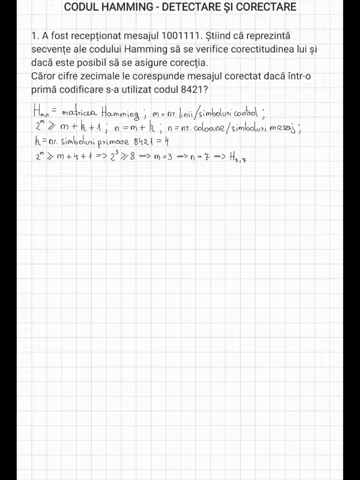 CODUL HAMMING - DETECTARE ȘI CORECTARE
1. A fost recepționat mesajul 1001111. Știind că reprezintă
secvențe ale codului Hamming să se verifice corectitudinea lui și
dacă este posibil să se asigure corecția.
Căror cifre zecimale le corespunde mesajul corectat dacă într-o
primă codificare s-a utilizat codul 8421?
Hm,n = matricea Hamming ; m = nr. linii/simboluri control ;
2^m ≥ m + k + 1 ; n = m + k ; n = nr. coloane/simboluri mesaj ;
k = nr. simboluri primare 8421 = 4
2^m ≥ m + 4 + 1 => 2^3 ≥ 8 -> m = 3 -> n = 7 -> H3,7